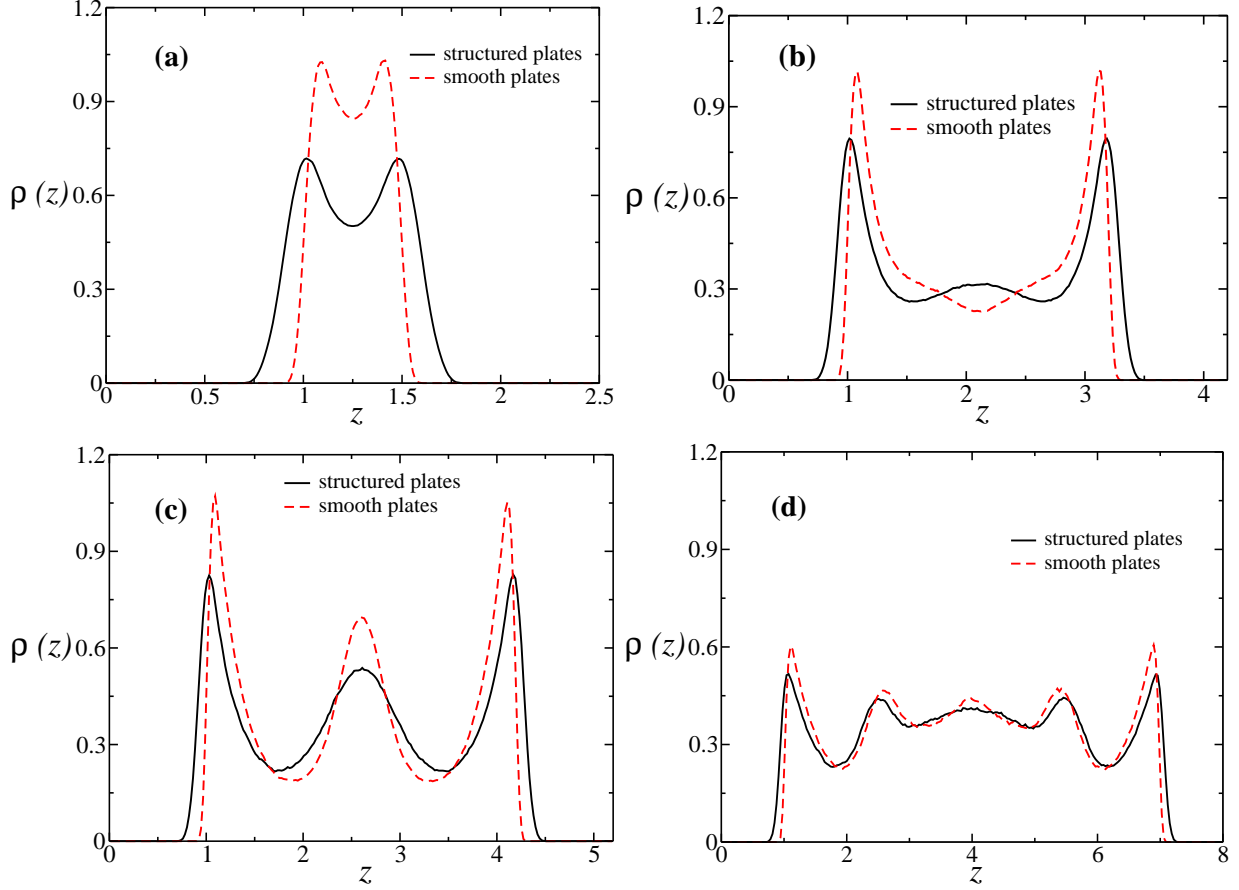 1.2
(a)
structured plates
smooth plates
0.9
ρ (z)
0.6
0.3
0
0 0.5 1 1.5 2 2.5
z
1.2
(b)
0.9
structured plates
smooth plates
ρ (z)
0.6
0.3
0
0 1 2 3 4
z
1.2
structured plates
smooth plates
(c)
0.9
ρ (z)
0.6
0.3
0
0 1 2 3 4 5
z
1.2
(d)
structured plates
smooth plates
0.9
ρ (z)
0.6
0.3
0
0 2 4 6 8
z